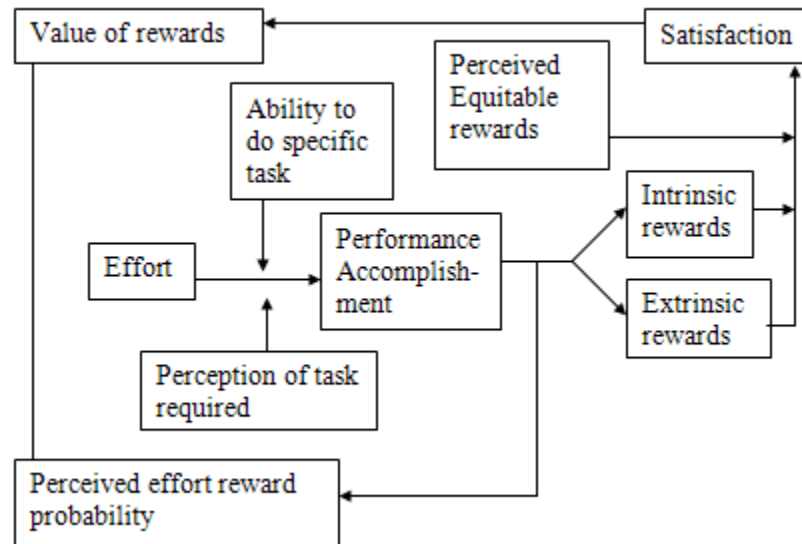 Value of rewards
Satisfaction
Perceived
Equitable
rewards
Ability to
do specific
task
Intrinsic
rewards
Performance
Accomplish-
ment
Effort
Extrinsic
rewards
Perception of task
required
Perceived effort reward
probability